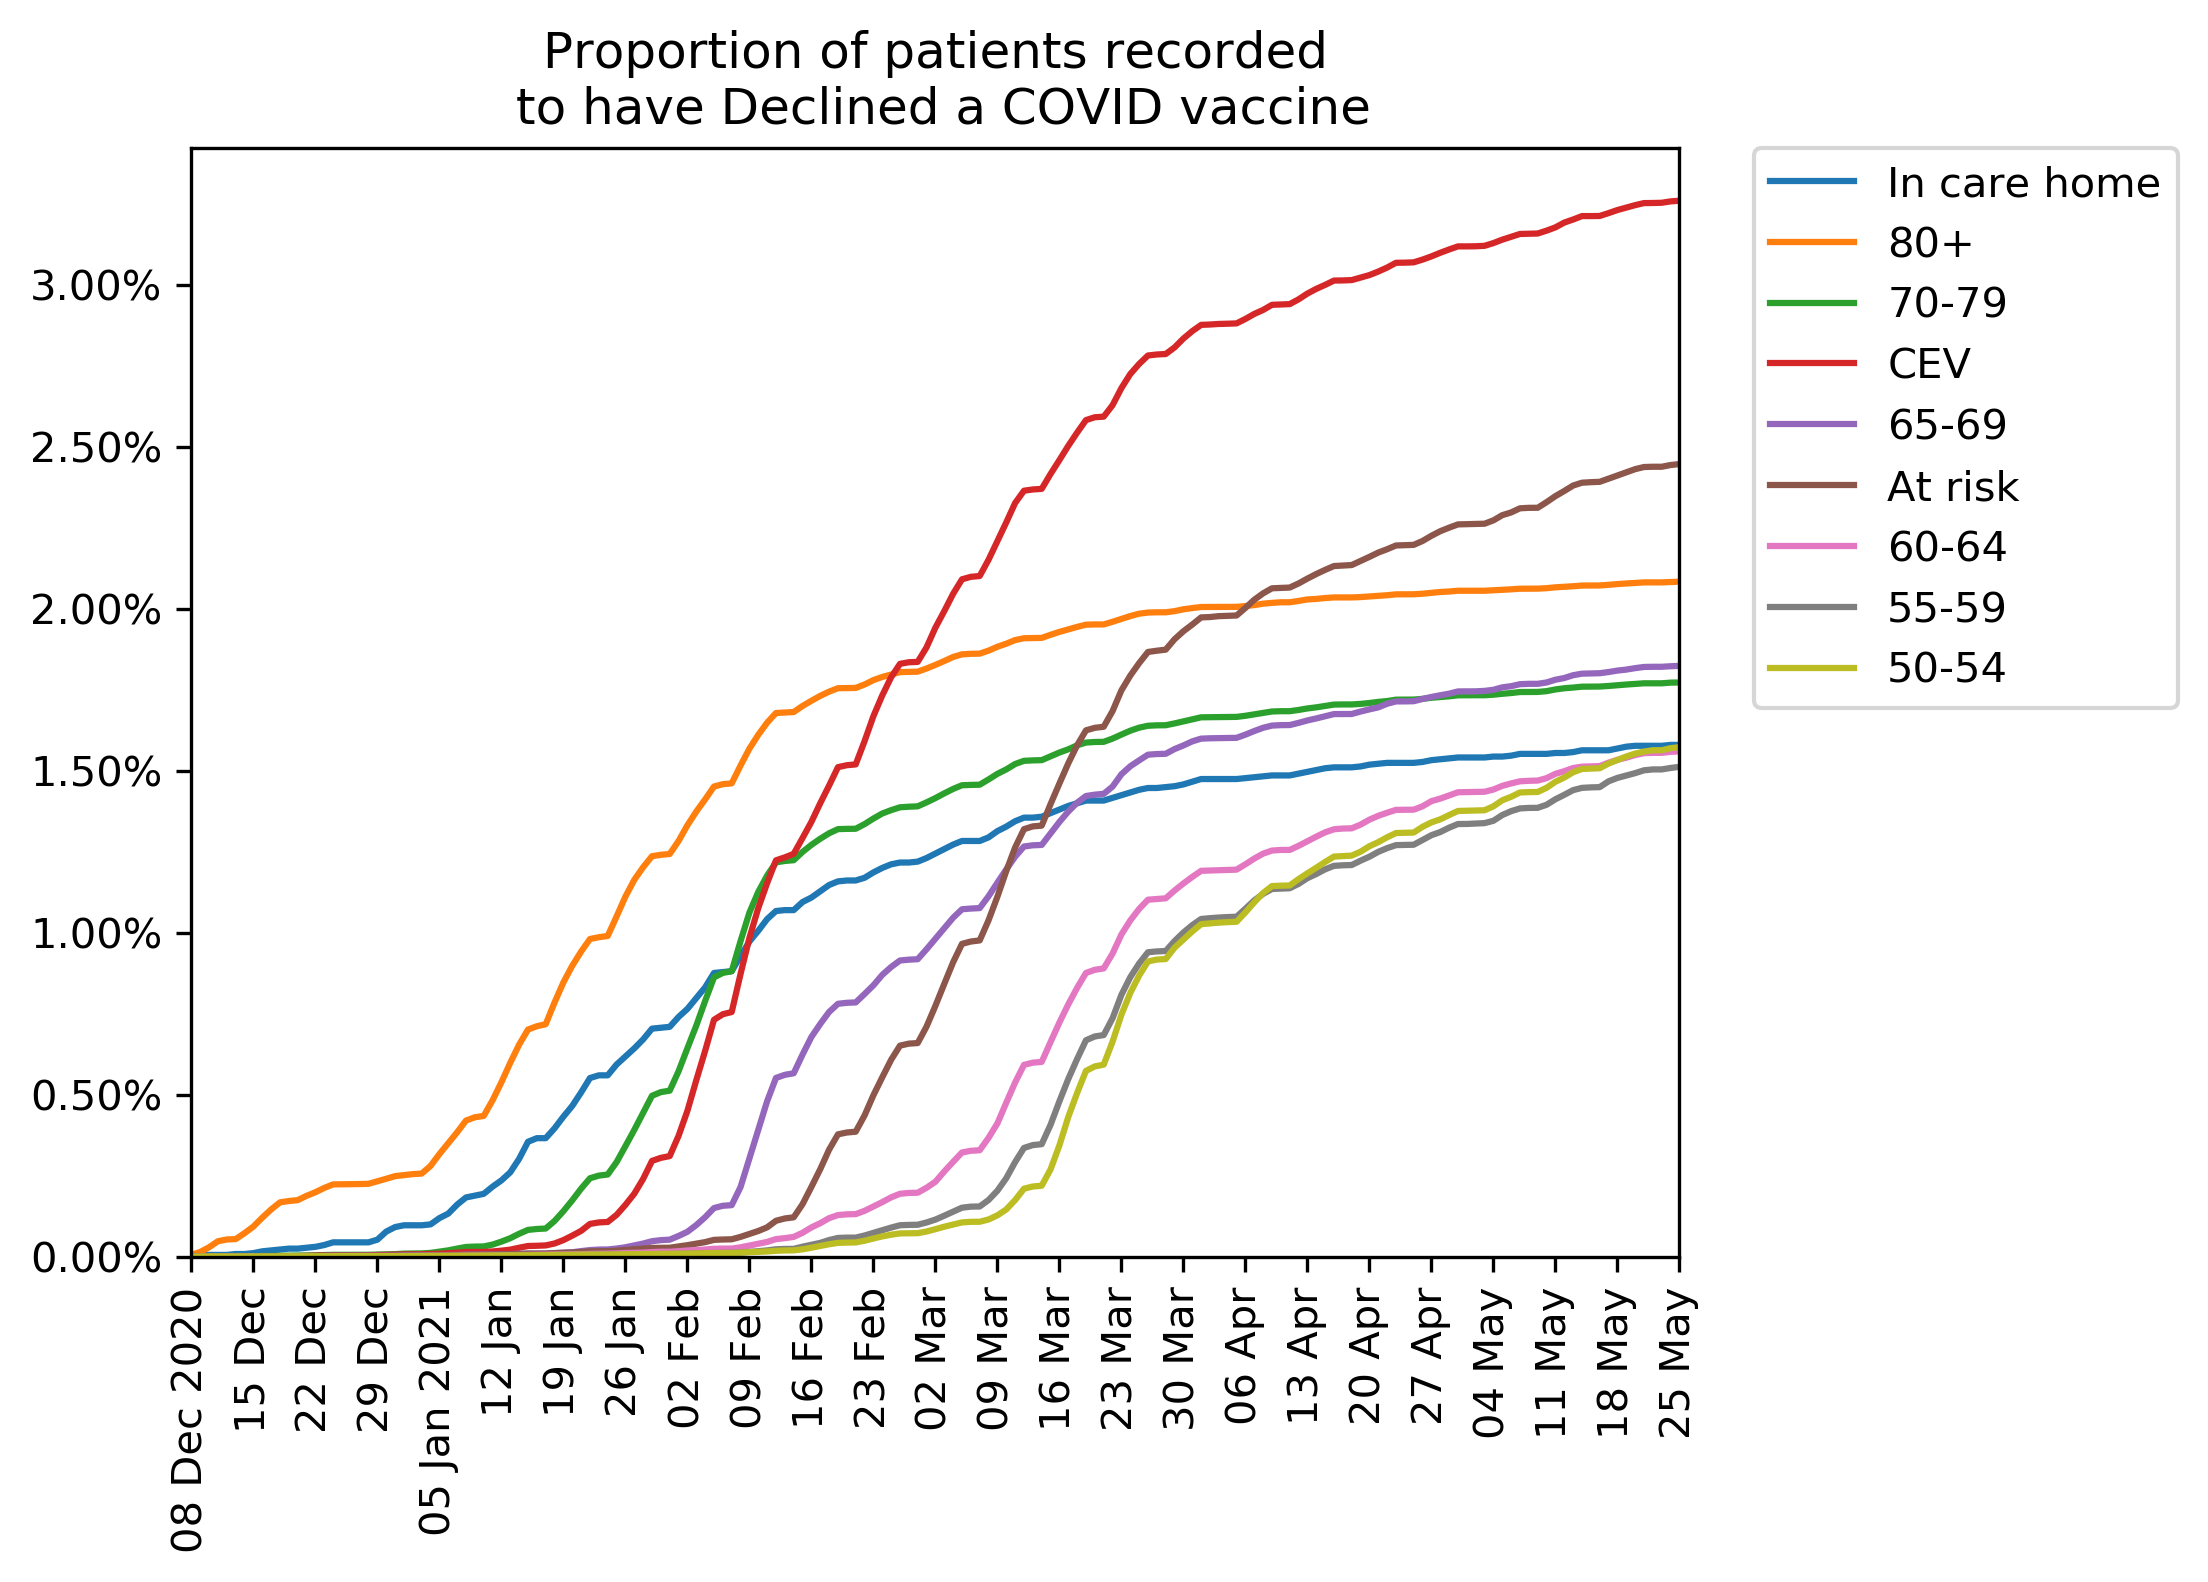 Proportion of patients recorded
to have Declined a COVID vaccine
3.00%
2.50%
2.00%
1.50%
1.00%
0.50%
0.00%
08 Dec 2020
15 Dec
22 Dec
29 Dec
05 Jan 2021
12 Jan
19 Jan
26 Jan
02 Feb
09 Feb
16 Feb
23 Feb
02 Mar
09 Mar
16 Mar
23 Mar
30 Mar
06 Apr
13 Apr
20 Apr
27 Apr
04 May
11 May
18 May
25 May
In care home
80+
70-79
CEV
65-69
At risk
60-64
55-59
50-54